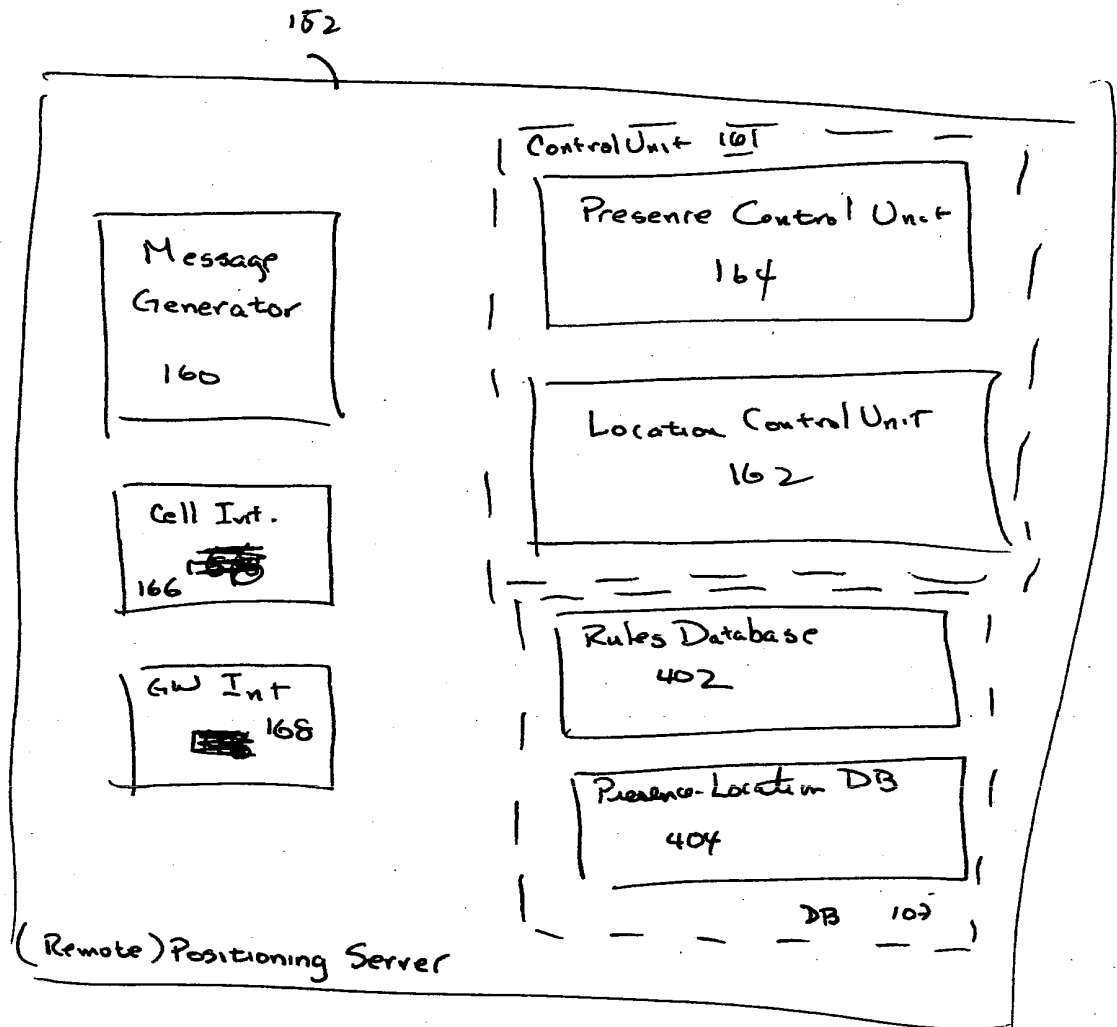 152
Control Unit 161
Presence Control Unit
164
Message
Generator
160
Location Control Unit
162
Cell Int.
166
Rules Database
402
GW Int
168
Presence-Location DB
404
DB
(Remote) Positioning Server